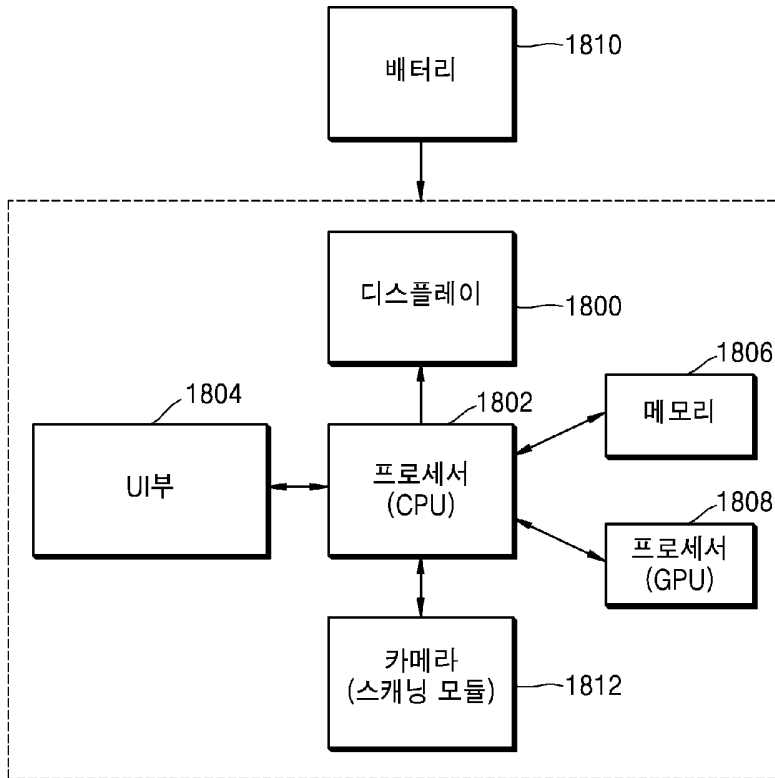 1810
배터리
디스플레이
1800
1806
메모리
1804
UI부
1802
프로세서
(CPU)
1808
프로세서
(GPU)
카메라
(스캐닝 모듈)
1812